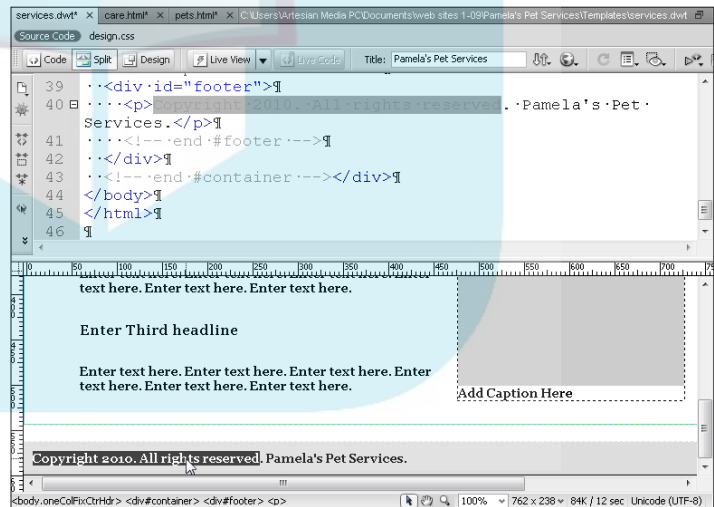 services.dwt* × care.html* × pets.html* × C:\Users\Artesian Media PC\Documents\web sites 1-09\Pamela's Pet Services\Templates\services.dwt
Source Code design.css
Code Split Design Live View Live Code Title: Pamela's Pet Services
39 ··<div·id="footer">¶
40 ····<p>Copyright·2010.·All·rights·reserved.·Pamela's·Pet·
Services.</p>¶
41 ····<!--·end·#footer·-->¶
42 ··</div>¶
43 ··<!--·end·#container·--></div>¶
44 </body>¶
45 </html>¶
46 ¶
0 50 100 150 200 250 300 350 400 450 500 550 600 650 700
text here. Enter text here. Enter text here.
Enter Third headline
Enter text here. Enter text here. Enter text here. Enter
text here. Enter text here. Enter text here.
Add Caption Here
Copyright 2010. All rights reserved. Pamela's Pet Services.
<body.oneColFixCtrHdr> <div#container> <div#footer> <p> 100% 762 x 238 84K / 12 sec Unicode (UTF-8)